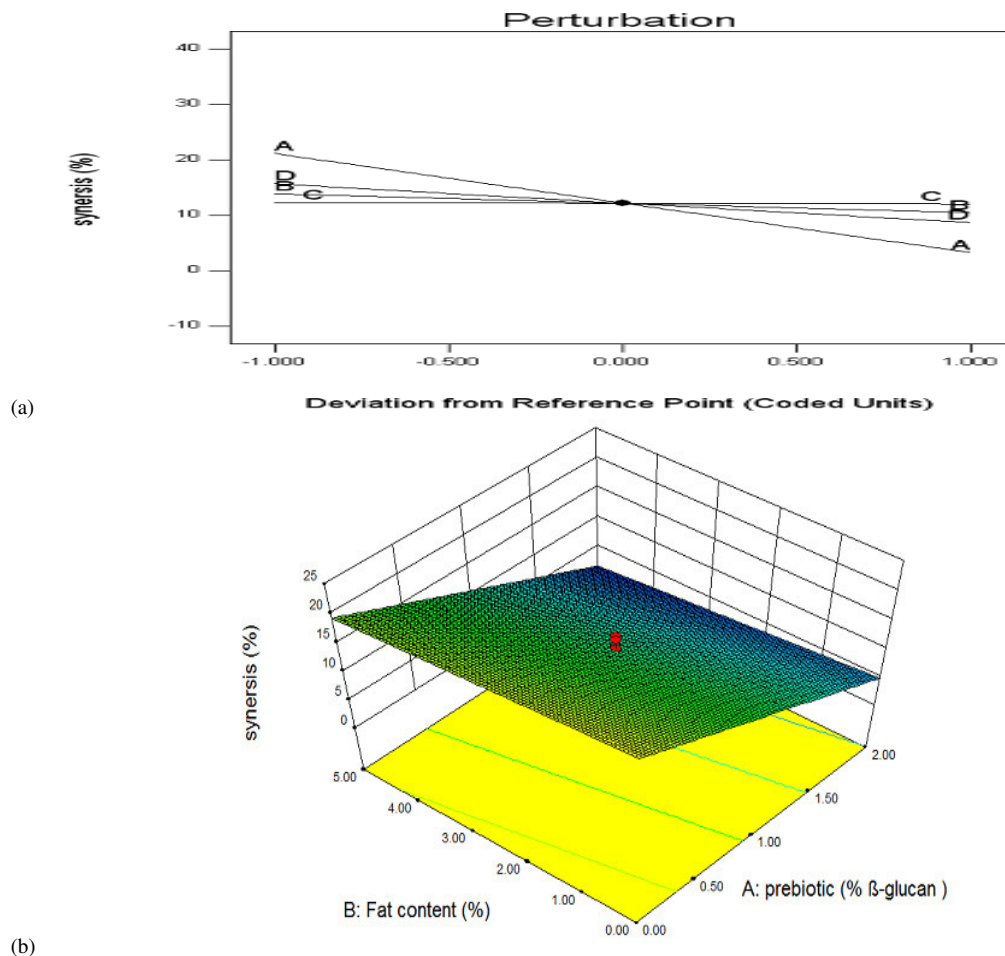 Perturbation
40
30
20
10
0
-10
synersis (%)
A
D
B
C
C
B
D
A
-1.000 -0.500 0.000 0.500 1.000
Deviation from Reference Point (Coded Units)
(a)
25
20
15
10
5
0
synersis (%)
5.00
4.00
3.00
2.00
1.00
0.00
B: Fat content (%)
2.00
1.50
1.00
0.50
0.00
A: prebiotic (% ß-glucan )
(b)